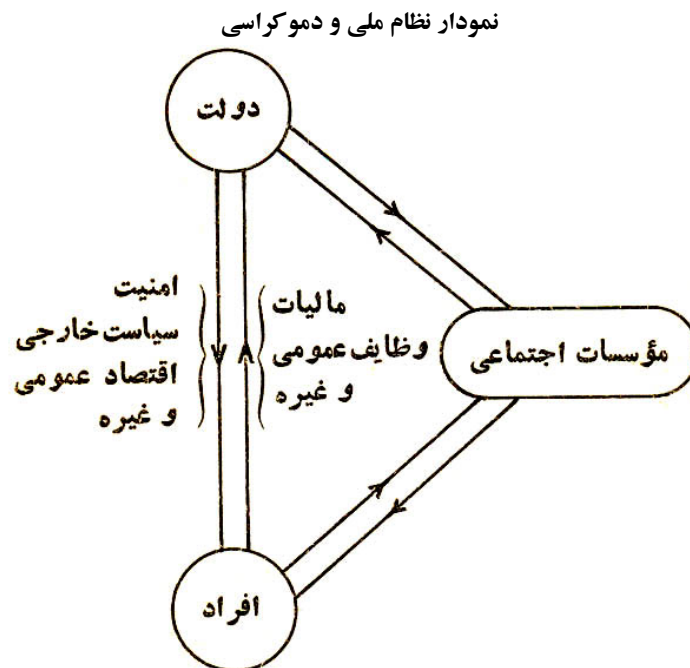 نمودار نظام ملی و دموکراسی
دولت
مالیات
وظایف عمومی
و غیره
امنیت
سیاست خارجی
اقتصاد عمومی
و غیره
مؤسسات اجتماعی
افراد